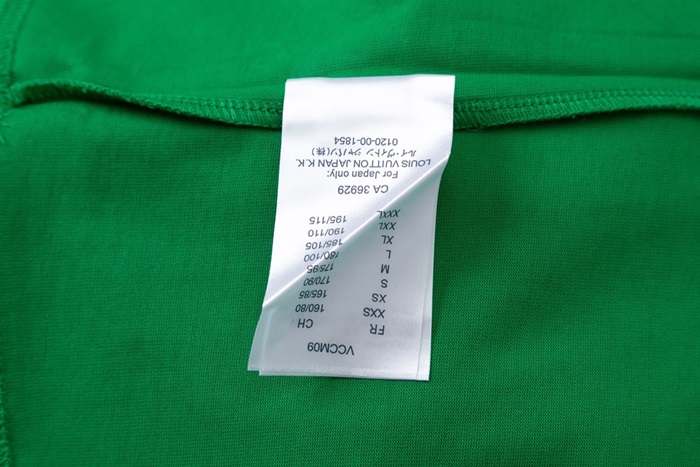 VCCM09
FR CH
XXS 160/80
XS 165/85
S 170/90
M 175/95
L 180/100
XL 185/105
XXL 190/110
XXXL 195/115
CA 36929
For Japan only:
LOUIS VUITTON JAPAN K.K.
ルイ・ヴィトン ジャパン(株)
0120-00-1854